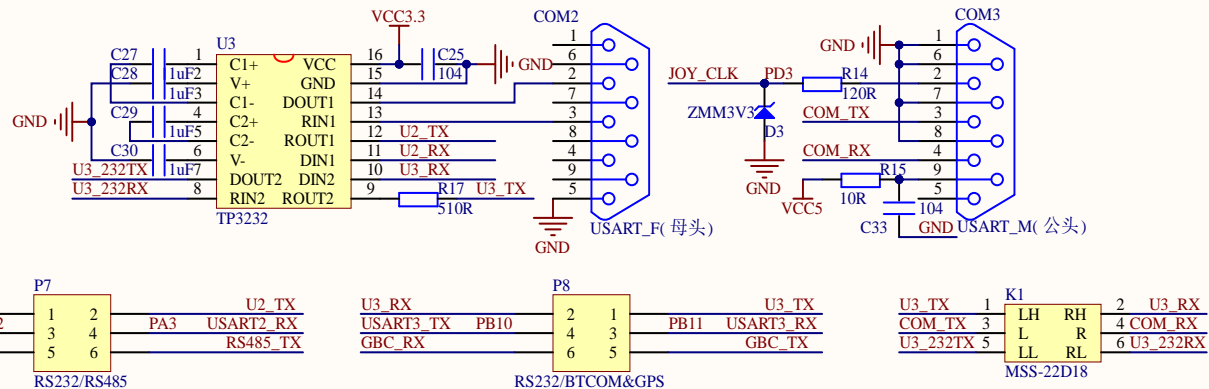 VCC3.3
COM2
COM3
U3
C27
C28
C29
C30
1uF
1uF
1uF
1uF
GND
1 C1+ VCC 16
2 V+ GND 15
3 C1- DOUT1 14
4 C2+ RIN1 13
5 C2- ROUT1 12 U2_TX
6 V- DIN1 11 U2_RX
U3_232TX 7 DOUT2 DIN2 10 U3_RX
U3_232RX 8 RIN2 ROUT2 9 R17 U3_TX
510R
TP3232
C25
104
GND
1
6
2
7
3
8
4
9
5
GND
USART_F(母头)
JOY_CLK PD3 R14
120R
ZMM3V3
D3
GND
COM_TX
COM_RX
R15
10R
VCC5
C33
104
GND
GND
1
6
2
7
3
8
4
9
5
USART_M(公头)
P7
1 2 U2_TX
2 3 4 PA3 USART2_RX
5 6 RS485_TX
RS232/RS485
P8
U3_RX 2 1 U3_TX
USART3_TX PB10 4 3 PB11 USART3_RX
GBC_RX 6 5 GBC_TX
RS232/BTCOM&GPS
K1
U3_TX 1 LH RH 2 U3_RX
COM_TX 3 L R 4 COM_RX
U3_232TX 5 LL RL 6 U3_232RX
MSS-22D18